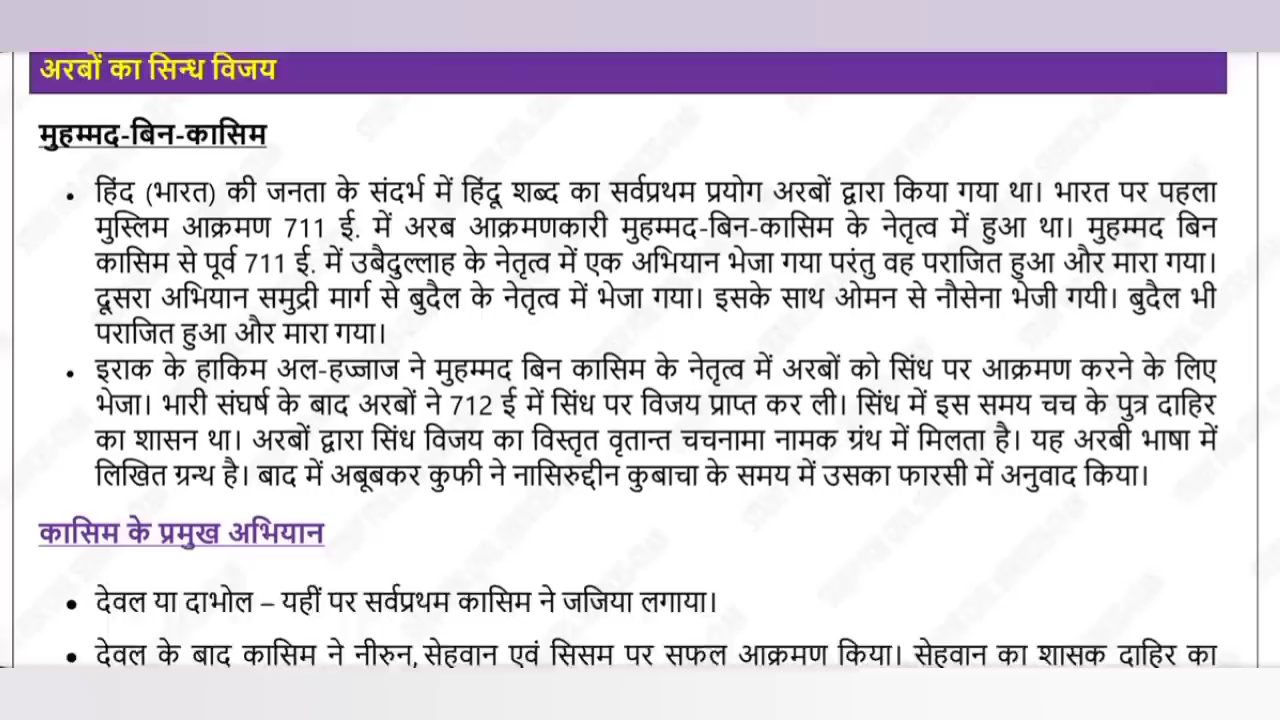 अरबों का सिन्ध विजय
मुहम्मद-बिन-कासिम
• हिंद (भारत) की जनता के संदर्भ में हिंदू शब्द का सर्वप्रथम प्रयोग अरबों द्वारा किया गया था। भारत पर पहला
मुस्लिम आक्रमण 711 ई. में अरब आक्रमणकारी मुहम्मद-बिन-कासिम के नेतृत्व में हुआ था। मुहम्मद बिन
कासिम से पूर्व 711 ई. में उबैदुल्लाह के नेतृत्व में एक अभियान भेजा गया परंतु वह पराजित हुआ और मारा गया।
दूसरा अभियान समुद्री मार्ग से बुदैल के नेतृत्व में भेजा गया। इसके साथ ओमन से नौसेना भेजी गयी। बुदैल भी
पराजित हुआ और मारा गया।
• इराक के हाकिम अल-हज्जाज ने मुहम्मद बिन कासिम के नेतृत्व में अरबों को सिंध पर आक्रमण करने के लिए
भेजा। भारी संघर्ष के बाद अरबों ने 712 ई में सिंध पर विजय प्राप्त कर ली। सिंध में इस समय चच के पुत्र दाहिर
का शासन था। अरबों द्वारा सिंध विजय का विस्तृत वृतान्त चचनामा नामक ग्रंथ में मिलता है। यह अरबी भाषा में
लिखित ग्रन्थ है। बाद में अबूबकर कुफी ने नासिरुद्दीन कुबाचा के समय में उसका फारसी में अनुवाद किया।
कासिम के प्रमुख अभियान
• देवल या दाभोल – यहीं पर सर्वप्रथम कासिम ने जजिया लगाया।
• देवल के बाद कासिम ने नीरुन, सेहवान एवं सिसम पर सफल आक्रमण किया। सेहवान का शासक दाहिर का